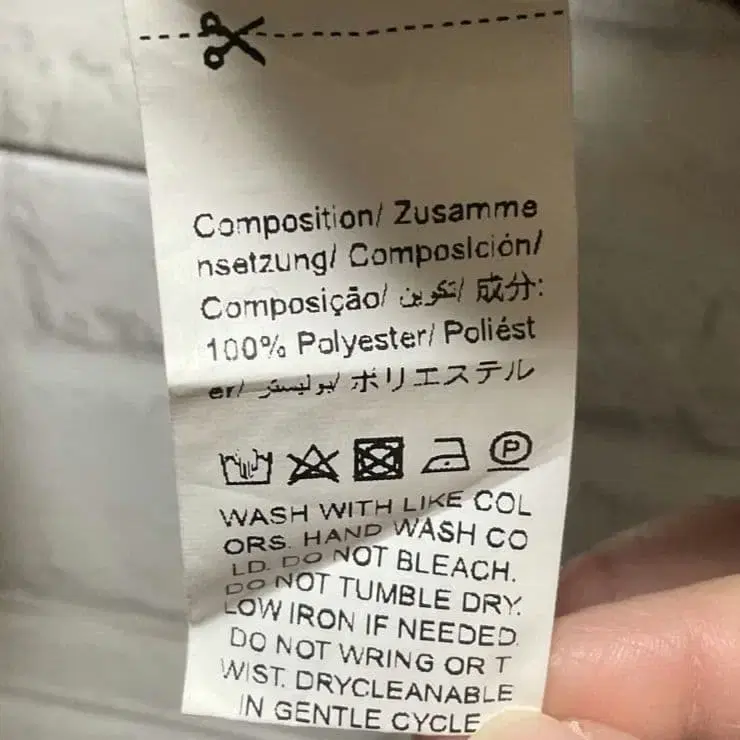 Composition/ Zusamme
nsetzung/ Composición/
Composição/ تكوين/ 成分:
100% Polyester/ Poliést
er/ بوليستر/ ポリエステル
P
WASH WITH LIKE COL
ORS. HAND WASH CO
LD. DO NOT BLEACH.
DO NOT TUMBLE DRY.
LOW IRON IF NEEDED.
DO NOT WRING OR T
WIST. DRYCLEANABLE
IN GENTLE CYCLE